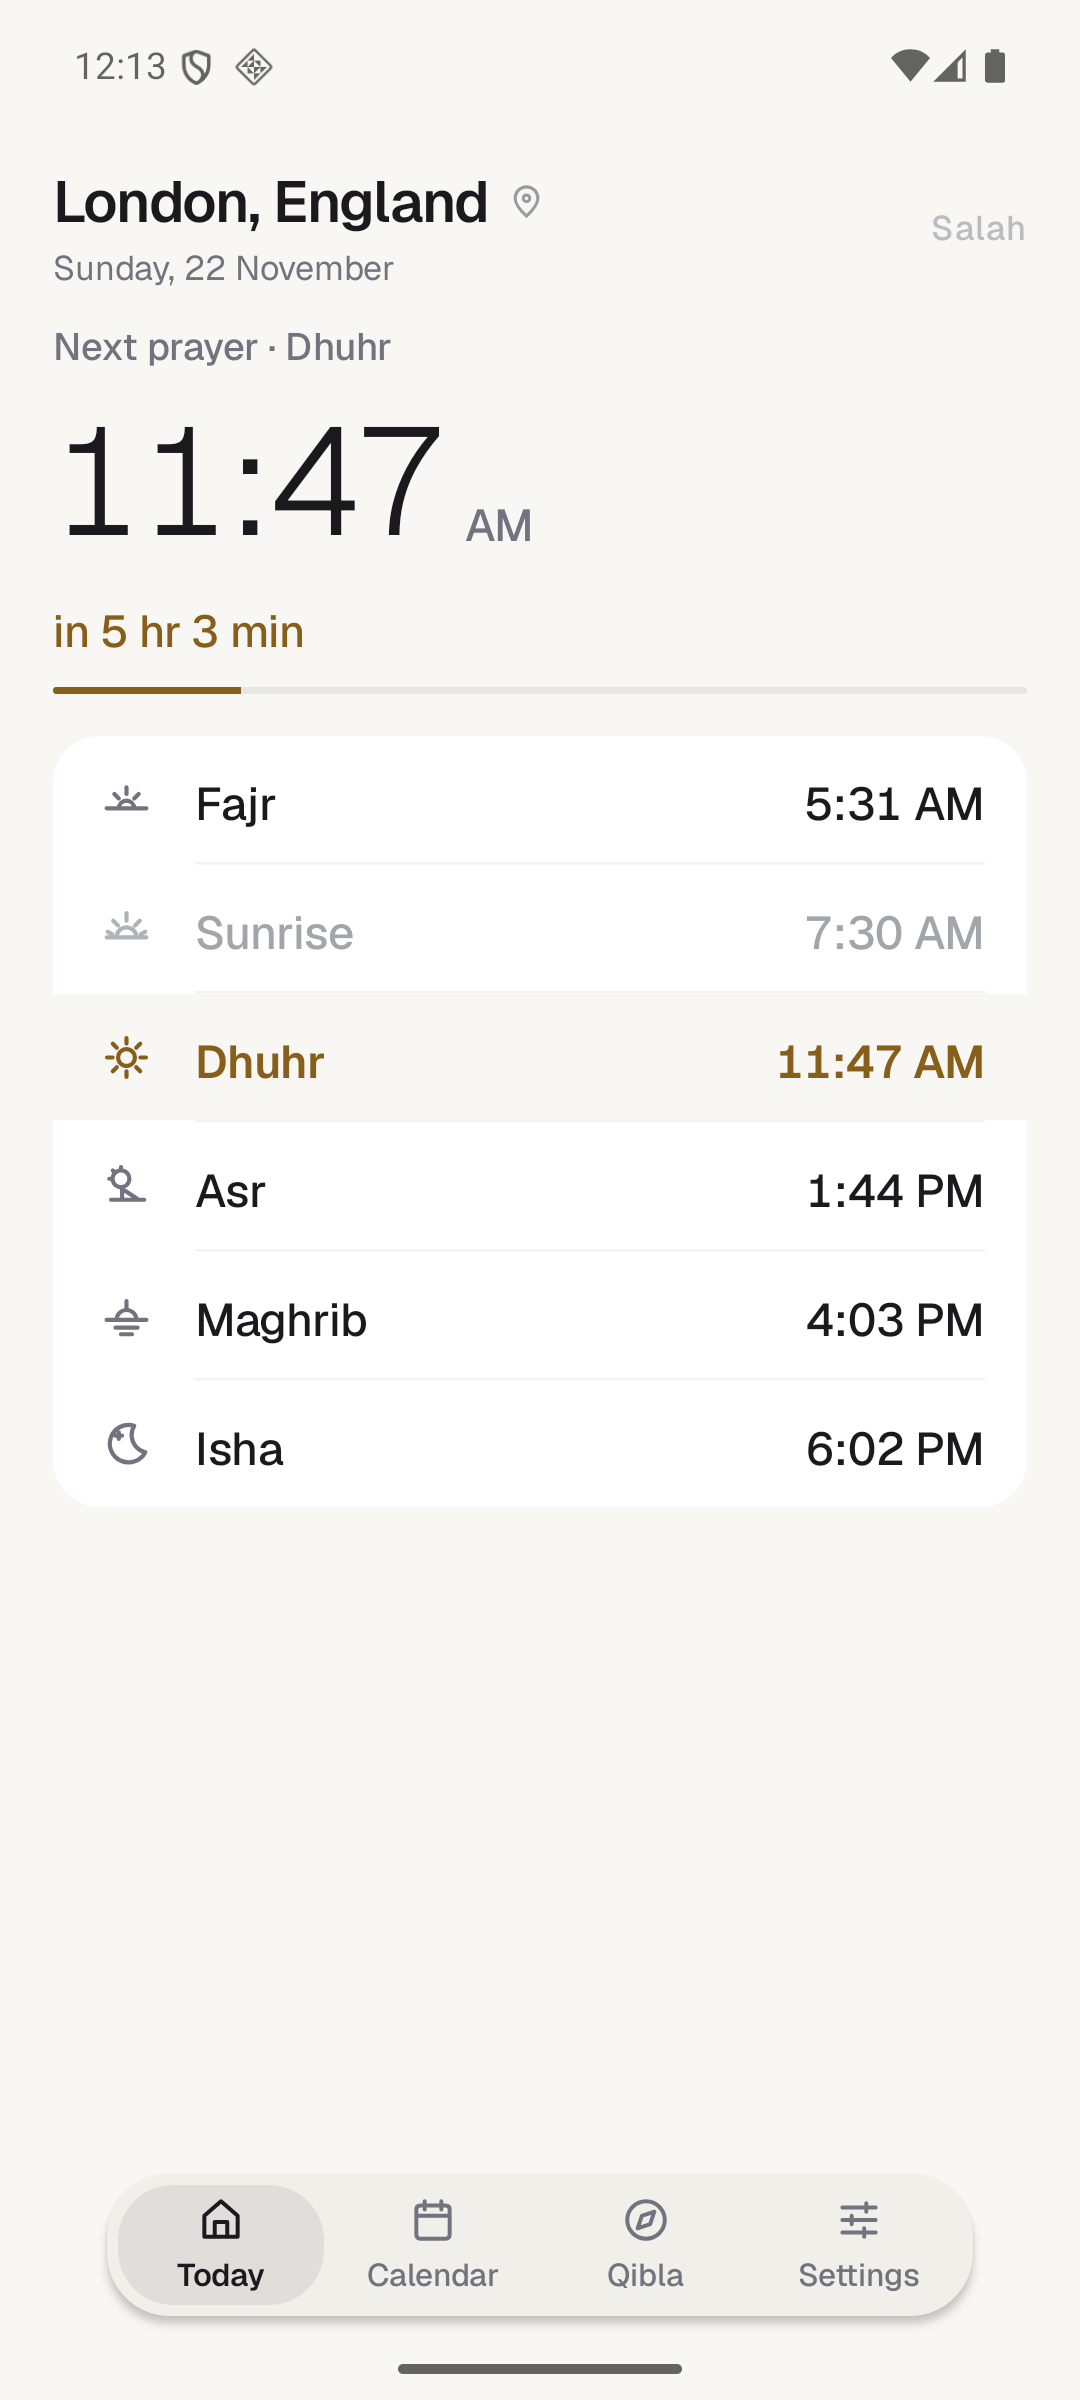 12:13
London, England
Salah
Sunday, 22 November
Next prayer · Dhuhr
11:47 AM
in 5 hr 3 min
Fajr 5:31 AM
Sunrise 7:30 AM
Dhuhr 11:47 AM
Asr 1:44 PM
Maghrib 4:03 PM
Isha 6:02 PM
Today Calendar Qibla Settings